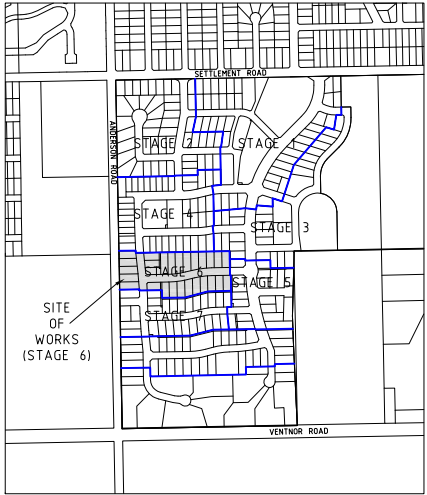 SETTLEMENT ROAD
ANDERSON ROAD
STAGE 2
STAGE 1
STAGE 4
STAGE 3
STAGE 6
STAGE 5
STAGE 7
SITE
OF
WORKS
(STAGE 6)
VENTNOR ROAD